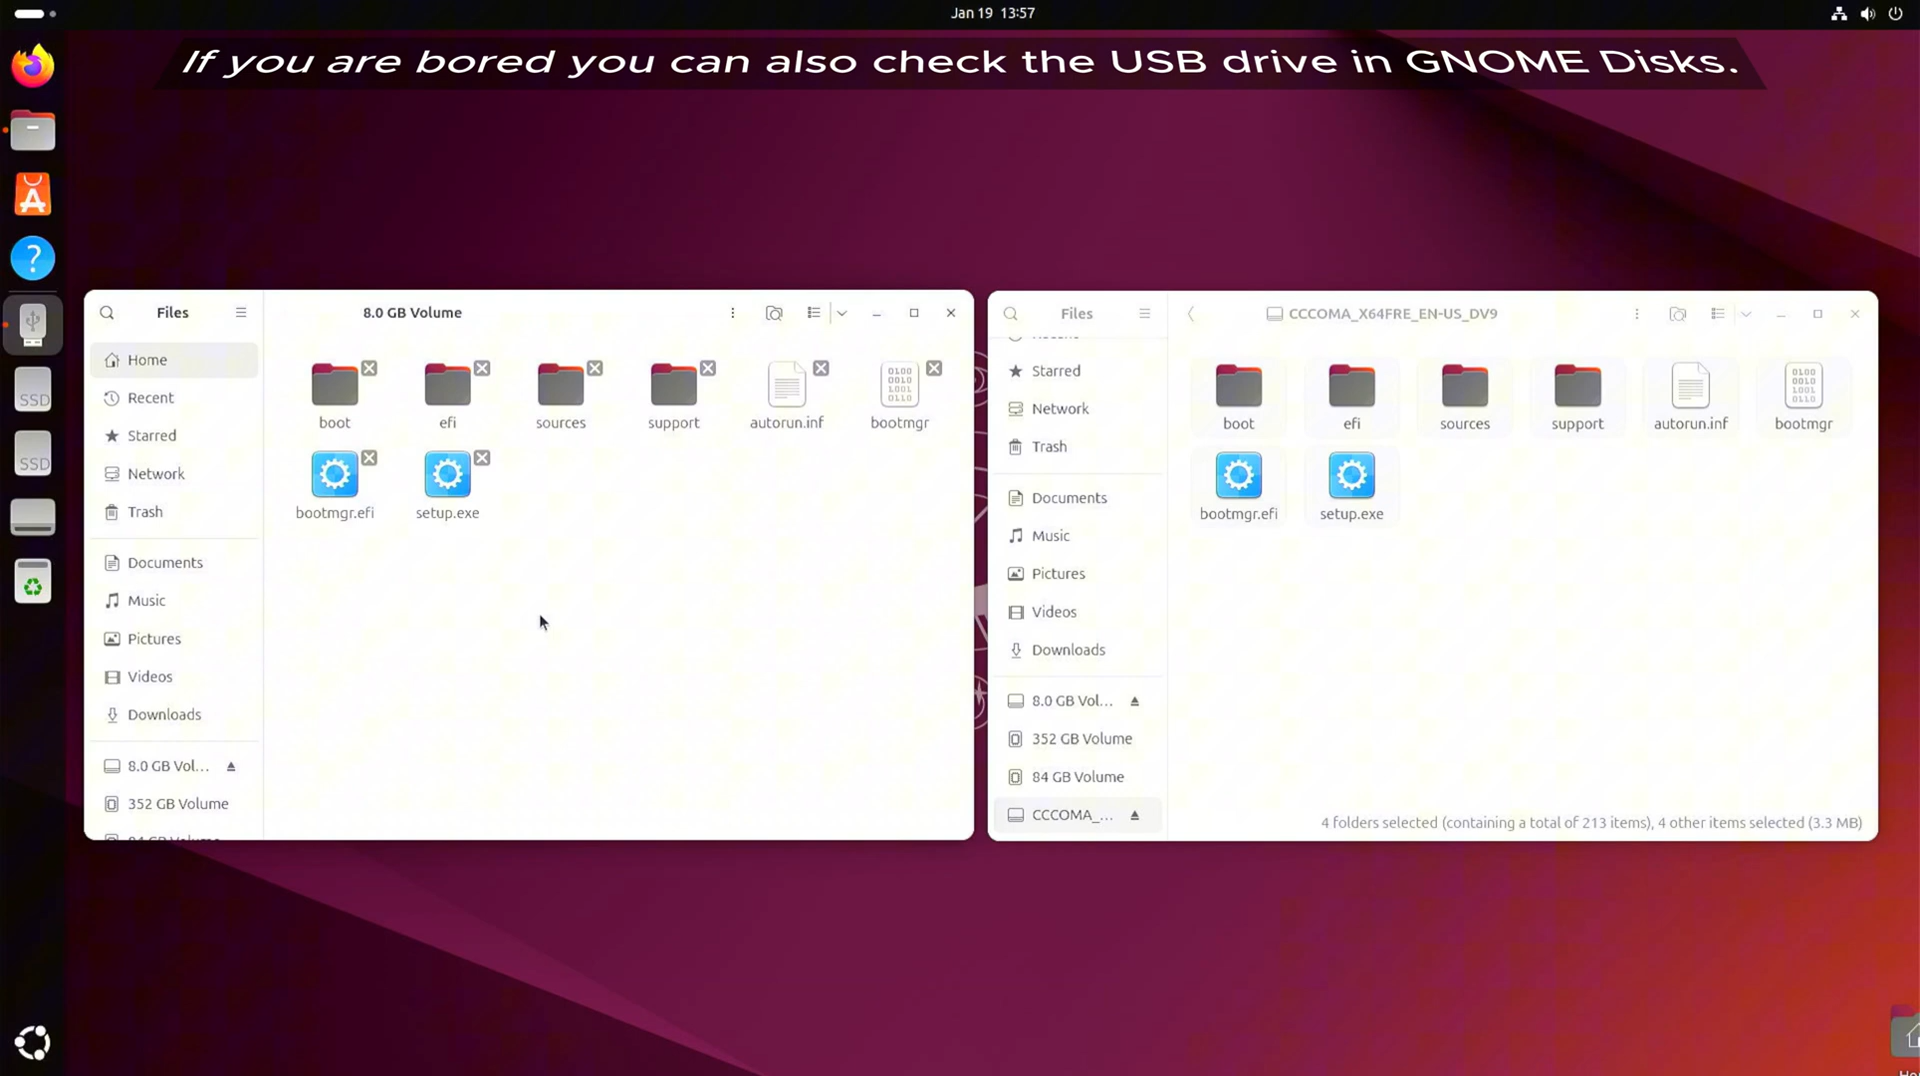 Jan 19 13:57
If you are bored you can also check the USB drive in GNOME Disks.
SSD
SSD
Files
8.0 GB Volume
Home
Recent
Starred
Network
Trash
Documents
Music
Pictures
Videos
Downloads
8.0 GB Vol...
352 GB Volume
84 GB Volume
boot
efi
sources
support
autorun.inf
bootmgr
bootmgr.efi
setup.exe
Files
CCCOMA_X64FRE_EN-US_DV9
Recent
Starred
Network
Trash
Documents
Music
Pictures
Videos
Downloads
8.0 GB Vol...
352 GB Volume
84 GB Volume
CCCOMA_...
boot
efi
sources
support
autorun.inf
bootmgr
bootmgr.efi
setup.exe
4 folders selected (containing a total of 213 items), 4 other items selected (3.3 MB)